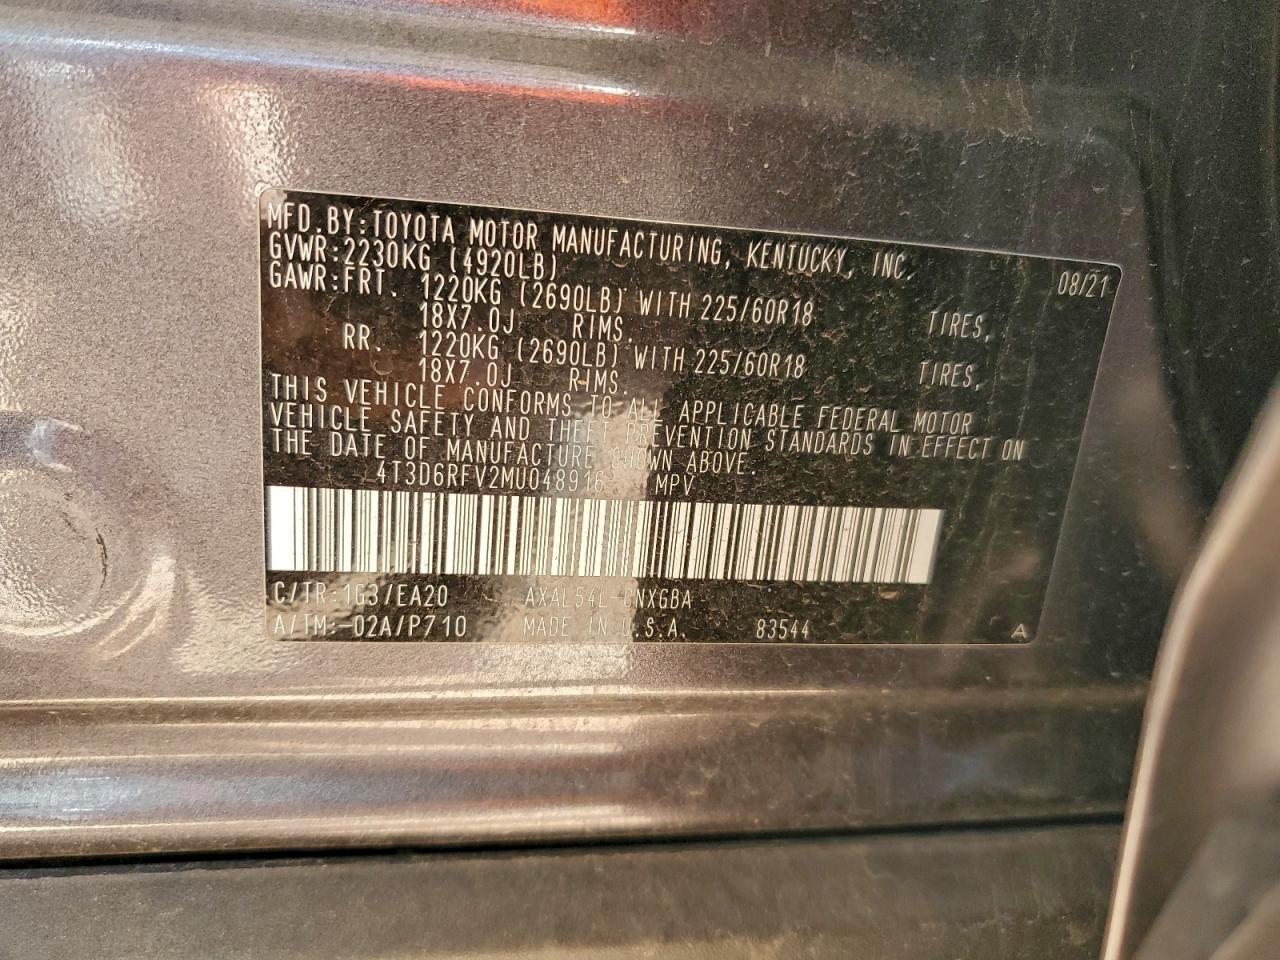 MFD.BY:TOYOTA MOTOR MANUFACTURING, KENTUCKY, INC. 08/21
GVWR:2230KG (4920LB)
GAWR:FRT. 1220KG (2690LB) WITH 225/60R18 TIRES,
18X7.0J RIMS.
RR. 1220KG (2690LB) WITH 225/60R18 TIRES,
18X7.0J RIMS.
THIS VEHICLE CONFORMS TO ALL APPLICABLE FEDERAL MOTOR
VEHICLE SAFETY AND THEFT PREVENTION STANDARDS IN EFFECT ON
THE DATE OF MANUFACTURE SHOWN ABOVE.
4T3D6RFV2MU048916 MPV
C/TR:1G3/EA20 AXAL54L-CNXGBA
A/TM:-02A/P710 MADE IN U.S.A. 83544 A